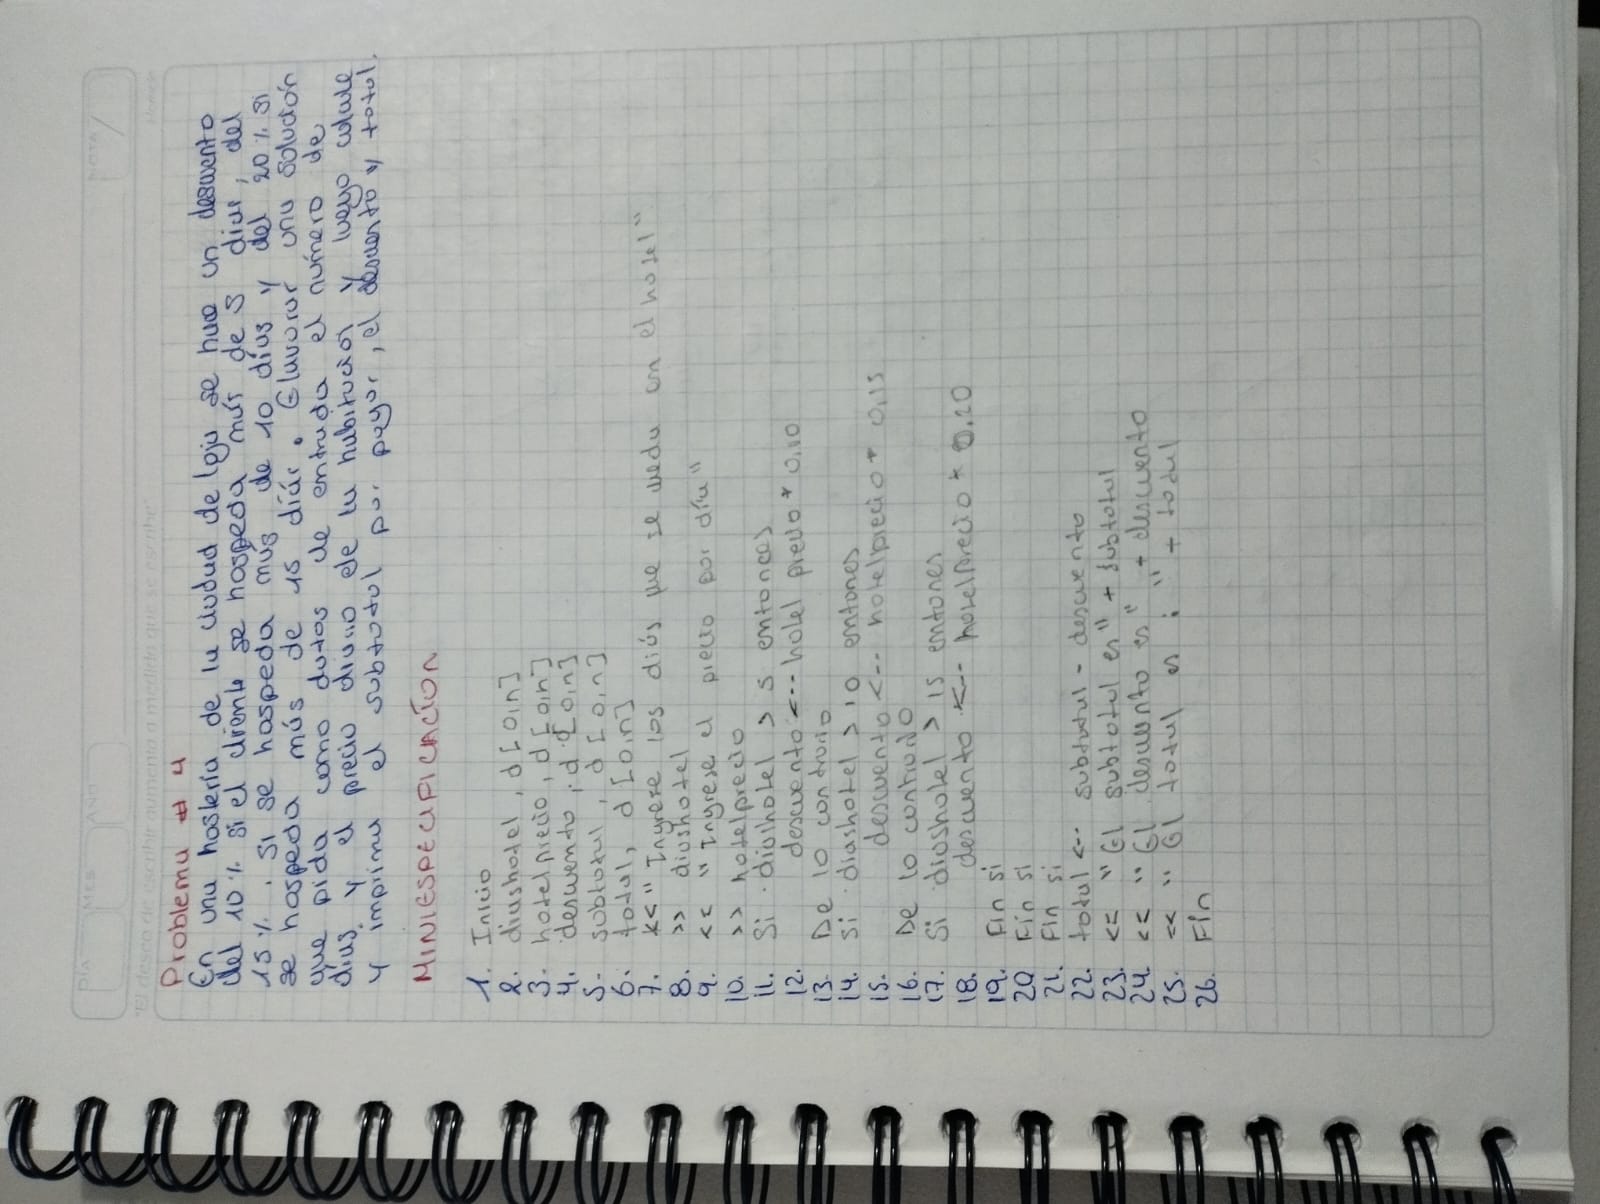 DÍA MES AÑO NOTA
"El deseo de escribir aumenta a medida que se escribe"
Problema # 4
En una hostería de la ciudad de Loja se hace un descuento
del 10% si el cliente se hospeda más de 5 días, del
15%. Si se hospeda más de 10 días y del 20% si
se hospeda más de 15 días. Elavorar una solución
que pida como datos de entrada el número de
días y el precio diario de la habitación y luego calcule
y imprima el subtotal por pagar, el descuento y total.
MINIESPECIFICACION
1. Inicio
2. diashotel, d [0,n]
3. hotelprecio, d [0,n]
4. descuento, d [0,n]
5. subtotal, d [0,n]
6. total, d [0,n]
7. << "Ingrese los días que se queda en el hotel"
8. >> diashotel
9. << "Ingrese el precio por día"
10. >> hotelprecio
11. Si diashotel > 5 entonces
12. descuento <-- hotel precio * 0,10
13. De lo contrario
14. Si diashotel > 10 entonces
15. descuento <-- hotelprecio * 0,15
16. De lo contrario
17. Si diashotel > 15 entones
18. descuento <-- hotelprecio * 0,20
19. Fin si
20 Fin si
21. Fin si
22. total <-- subtotal - descuento
23. << "El subtotal es" + subtotal
24. << "El descuento es" + descuento
25. << "El total es : " + total
26. Fin